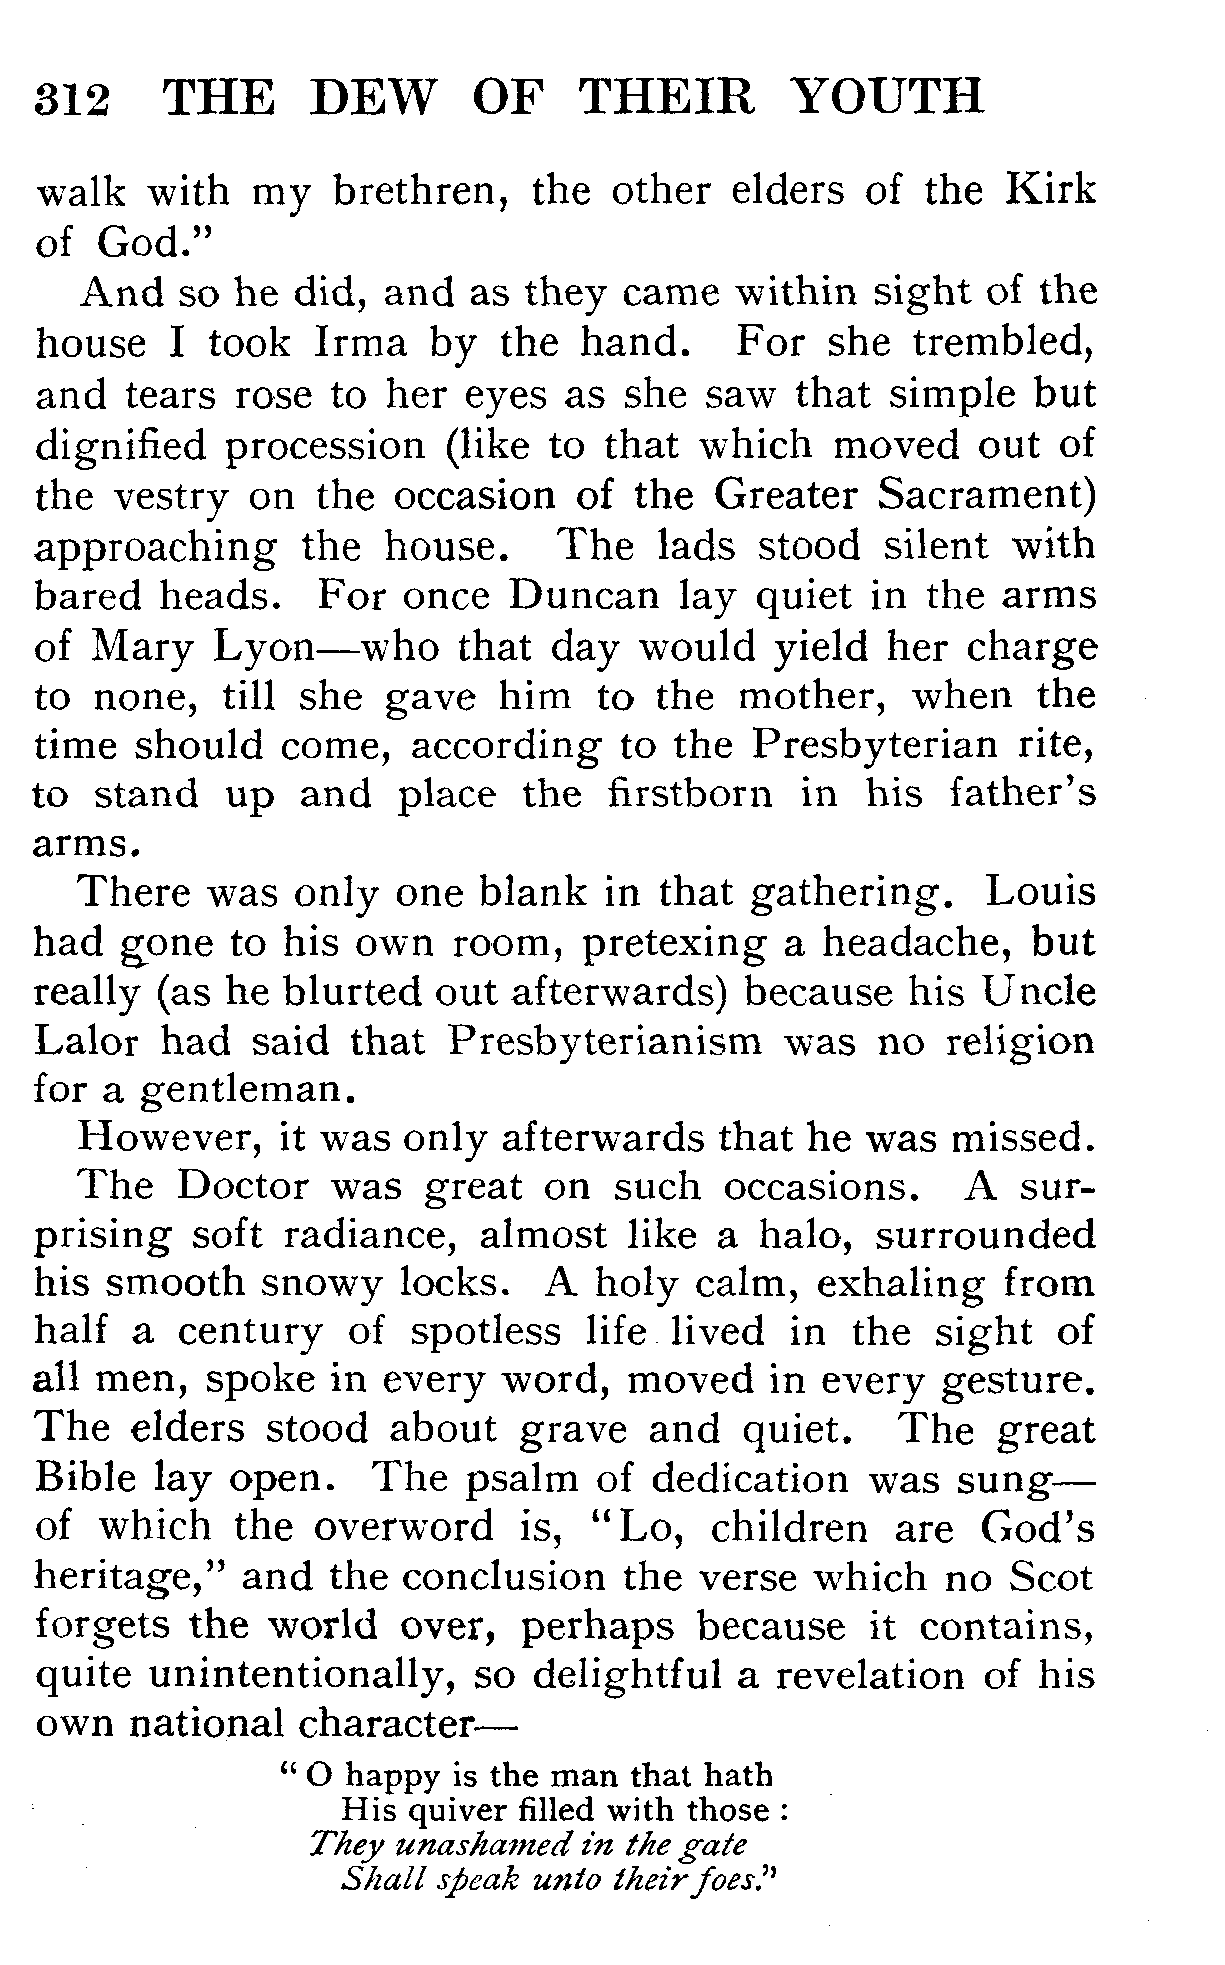 312 THE DEW OF THEIR YOUTH
walk with my brethren, the other elders of the Kirk
of God."
And so he did, and as they came within sight of the
house I took Irma by the hand. For she trembled,
and tears rose to her eyes as she saw that simple but
dignified procession (like to that which moved out of
the vestry on the occasion of the Greater Sacrament)
approaching the house. The lads stood silent with
bared heads. For once Duncan lay quiet in the arms
of Mary Lyon—who that day would yield her charge
to none, till she gave him to the mother, when the
time should come, according to the Presbyterian rite,
to stand up and place the firstborn in his father's
arms.
There was only one blank in that gathering. Louis
had gone to his own room, pretexing a headache, but
really (as he blurted out afterwards) because his Uncle
Lalor had said that Presbyterianism was no religion
for a gentleman.
However, it was only afterwards that he was missed.
The Doctor was great on such occasions. A sur-
prising soft radiance, almost like a halo, surrounded
his smooth snowy locks. A holy calm, exhaling from
half a century of spotless life lived in the sight of
all men, spoke in every word, moved in every gesture.
The elders stood about grave and quiet. The great
Bible lay open. The psalm of dedication was sung—
of which the overword is, "Lo, children are God's
heritage," and the conclusion the verse which no Scot
forgets the world over, perhaps because it contains,
quite unintentionally, so delightful a revelation of his
own national character—
"O happy is the man that hath
His quiver filled with those :
They unashamed in the gate
Shall speak unto their foes."